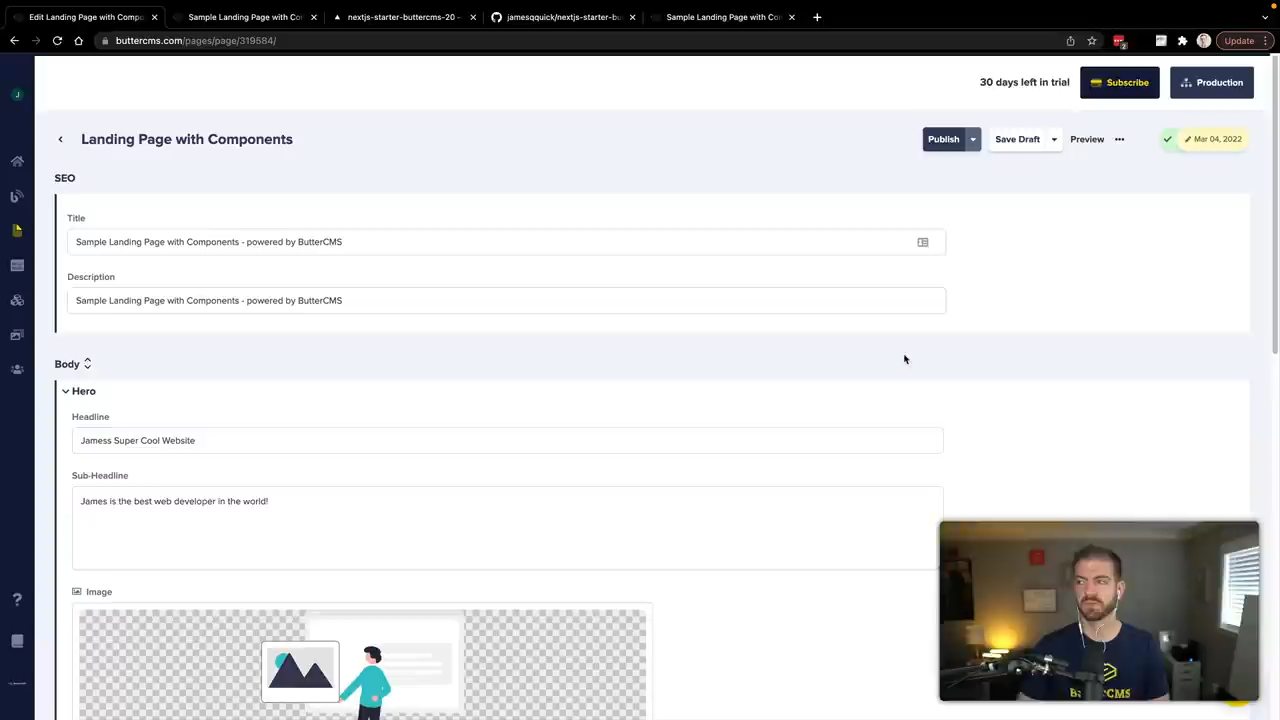 Edit Landing Page with Compo
Sample Landing Page with Con
nextjs-starter-buttercms-20 -
jamesqquick/nextjs-starter-bu
Sample Landing Page with Con
buttercms.com/pages/page/319584/
2
Update
J
30 days left in trial
Subscribe
Production
Landing Page with Components
Publish
Save Draft
Preview
Mar 04, 2022
SEO
Title
Sample Landing Page with Components - powered by ButterCMS
Description
Sample Landing Page with Components - powered by ButterCMS
Body
Hero
Headline
Jamess Super Cool Website
Sub-Headline
James is the best web developer in the world!
Image
?